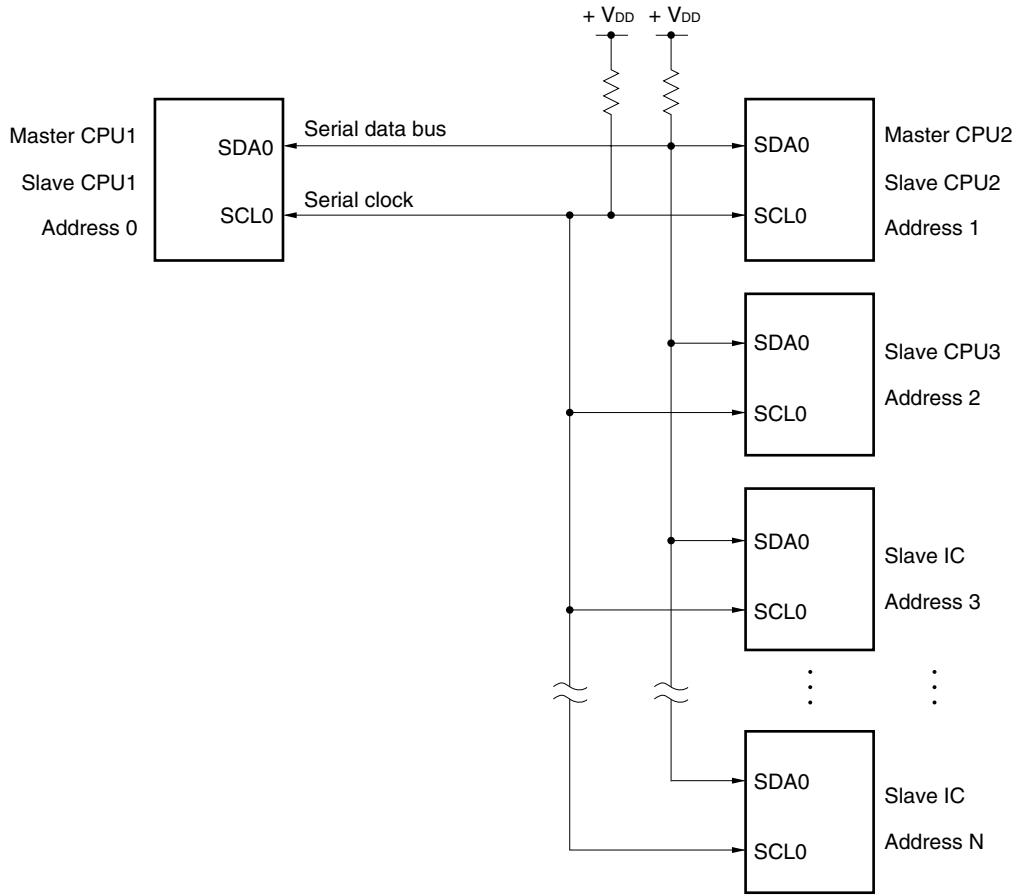 + VDD
+ VDD
Master CPU1
Slave CPU1
Address 0
SDA0
SCL0
Serial data bus
Serial clock
SDA0
SCL0
Master CPU2
Slave CPU2
Address 1
SDA0
SCL0
Slave CPU3
Address 2
SDA0
SCL0
Slave IC
Address 3
SDA0
SCL0
Slave IC
Address N